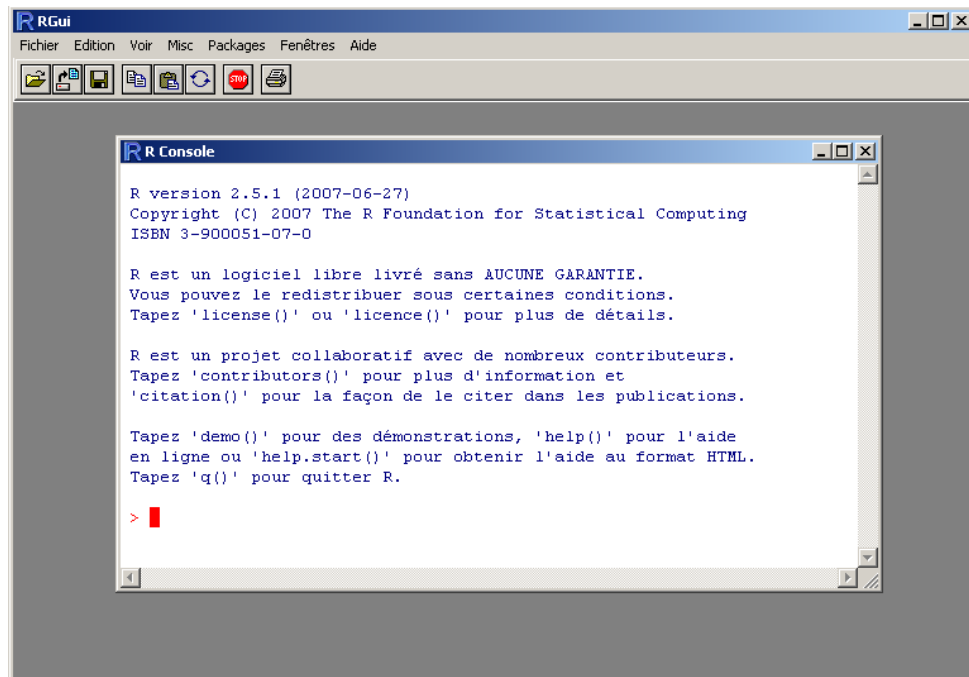 RGui
Fichier Edition Voir Misc Packages Fenêtres Aide
STOP
R Console
R version 2.5.1 (2007-06-27)
Copyright (C) 2007 The R Foundation for Statistical Computing
ISBN 3-900051-07-0
R est un logiciel libre livré sans AUCUNE GARANTIE.
Vous pouvez le redistribuer sous certaines conditions.
Tapez 'license()' ou 'licence()' pour plus de détails.
R est un projet collaboratif avec de nombreux contributeurs.
Tapez 'contributors()' pour plus d'information et
'citation()' pour la façon de le citer dans les publications.
Tapez 'demo()' pour des démonstrations, 'help()' pour l'aide
en ligne ou 'help.start()' pour obtenir l'aide au format HTML.
Tapez 'q()' pour quitter R.
>